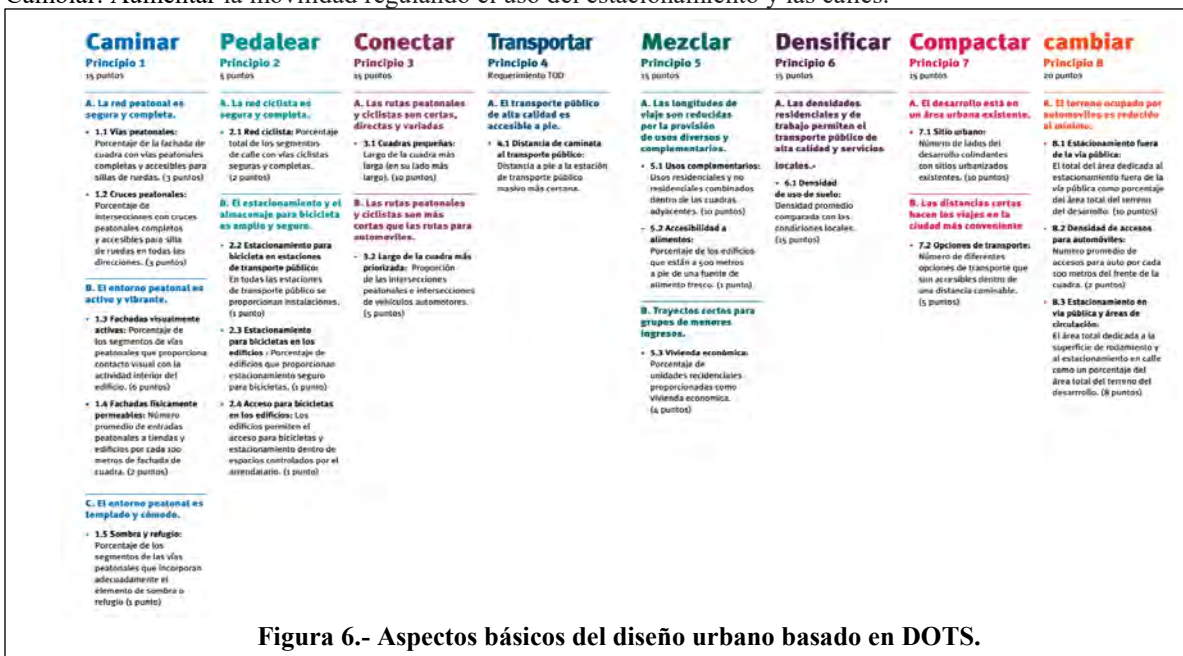 Cambiar: Aumentar la movilidad regulando el uso del estacionamiento y las calles.
Caminar
Principio 1
15 puntos
A. La red peatonal es
segura y completa.
• 1.1 Vías peatonales:
Porcentaje de la fachada de
cuadra con vías peatonales
completas y accesibles para
sillas de ruedas. (3 puntos)
1.2 Cruces peatonales:
Porcentaje de
intersecciones con cruces
peatonales completos
y accesibles para silla
de ruedas en todas las
direcciones. (3 puntos)
B. El entorno peatonal es
activo y vibrante.
• 1.3 Fachadas visualmente
activas: Porcentaje de
los segmentos de vías
peatonales que proporciona
contacto visual con la
actividad interior del
edificio. (6 puntos)
• 1.4 Fachadas físicamente
permeables: Número
promedio de entradas
peatonales a tiendas y
edificios por cada 100
metros de fachada de
cuadra. (2 puntos)
C. El entorno peatonal es
templado y cómodo.
• 1.5 Sombra y refugio:
Porcentaje de los
segmentos de las vías
peatonales que incorporan
adecuadamente el
elemento de sombra o
refugio (1 punto)
Pedalear
Principio 2
5 puntos
A. La red ciclista es
segura y completa.
• 2.1 Red ciclista: Porcentaje
total de los segmentos
de calle con vías ciclistas
seguras y completas.
(2 puntos)
B. El estacionamiento y el
almacenaje para bicicleta
es amplio y seguro.
• 2.2 Estacionamiento para
bicicleta en estaciones
de transporte público:
En todas las estaciones
de transporte público se
proporcionan instalaciones.
(1 punto)
• 2.3 Estacionamiento
para bicicletas en los
edificios : Porcentaje de
edificios que proporcionan
estacionamiento seguro
para bicicletas. (1 punto)
• 2.4 Acceso para bicicletas
en los edificios: Los
edificios permiten el
acceso para bicicletas y
estacionamiento dentro de
espacios controlados por el
arrendatario. (1 punto)
Conectar
Principio 3
15 puntos
A. Las rutas peatonales
y ciclistas son cortas,
directas y variadas
• 3.1 Cuadras pequeñas:
Largo de la cuadra más
larga (en su lado más
largo). (10 puntos)
B. Las rutas peatonales
y ciclistas son más
cortas que las rutas para
automoviles.
• 3.2 Largo de la cuadra más
priorizada: Proporción
de las intersecciones
peatonales e intersecciones
de vehículos automotores.
(5 puntos)
Transportar
Principio 4
Requerimiento TOD
A. El transporte público
de alta calidad es
accesible a pie.
• 4.1 Distancia de caminata
al transporte público:
Distancia a pie a la estación
de transporte público
masivo más cercana.
Mezclar
Principio 5
15 puntos
A. Las longitudes de
viaje son reducidas
por la provisión
de usos diversos y
complementarios.
• 5.1 Usos complementarios:
Usos residenciales y no
residenciales combinados
dentro de las cuadras
adyacentes. (10 puntos)
• 5.2 Accesibilidad a
alimentos:
Porcentaje de los edificios
que están a 500 metros
a pie de una fuente de
alimento fresco. (1 punto)
B. Trayectos cortos para
grupos de menores
ingresos.
• 5.3 Vivienda económica:
Porcentaje de
unidades residenciales
proporcionadas como
vivienda economica.
(4 puntos)
Densificar
Principio 6
15 puntos
A. Las densidades
residenciales y de
trabajo permiten el
transporte público de
alta calidad y servicios
locales.-
• 6.1 Densidad
de uso de suelo:
Densidad promedio
comparada con las
condiciones locales.
(15 puntos)
Compactar
Principio 7
15 puntos
A. El desarrollo está en
un área urbana existente.
• 7.1 Sitio urbano:
Número de lados del
desarrollo colindantes
con sitios urbanizados
existentes. (10 puntos)
B. Las distancias cortas
hacen los viajes en la
ciudad más conveniente
• 7.2 Opciones de transporte:
Número de diferentes
opciones de transporte que
son accesibles dentro de
una distancia caminable.
(5 puntos)
cambiar
Principio 8
20 puntos
A. El terreno ocupado por
automoviles es reducido
al mínimo.
• 8.1 Estacionamiento fuera
de la vía pública:
El total del área dedicada al
estacionamiento fuera de la
vía pública como porcentaje
del área total del terreno
del desarrollo. (10 puntos)
• 8.2 Densidad de accesos
para automóviles:
Numero promedio de
accesos para auto por cada
100 metros del frente de la
cuadra. (2 puntos)
• 8.3 Estacionamiento en
vía pública y áreas de
circulación:
El área total dedicada a la
superficie de rodamiento y
al estacionamiento en calle
como un porcentaje del
área total del terreno del
desarrollo. (8 puntos)
Figura 6.- Aspectos básicos del diseño urbano basado en DOTS.